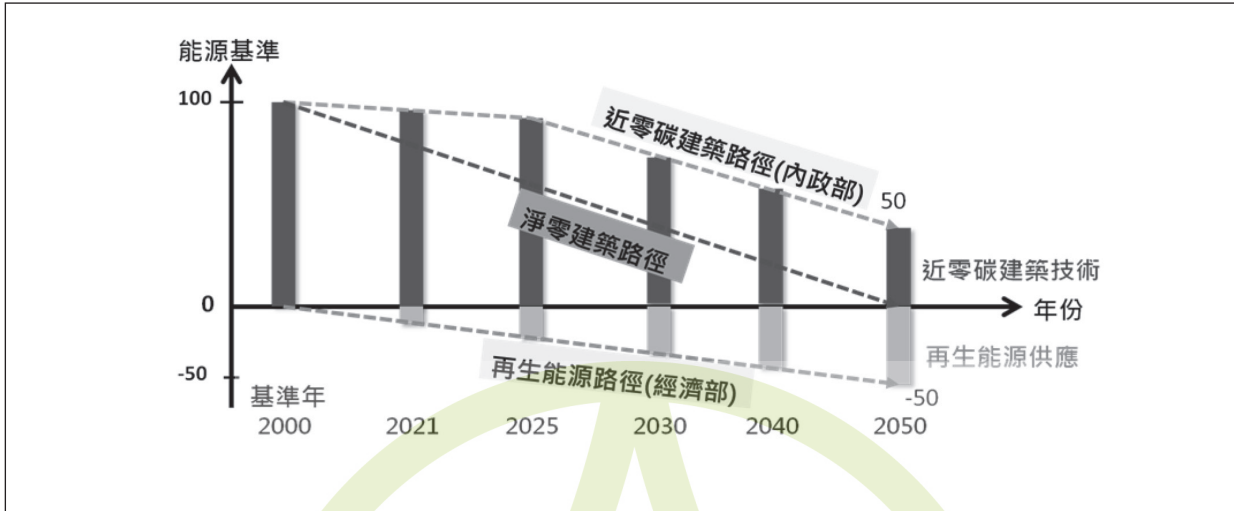 能源基準
100
近零碳建築路徑(內政部)
50
淨零建築路徑
近零碳建築技術
0
年份
再生能源供應
再生能源路徑(經濟部)
-50
-50
基準年
2000
2021
2025
2030
2040
2050